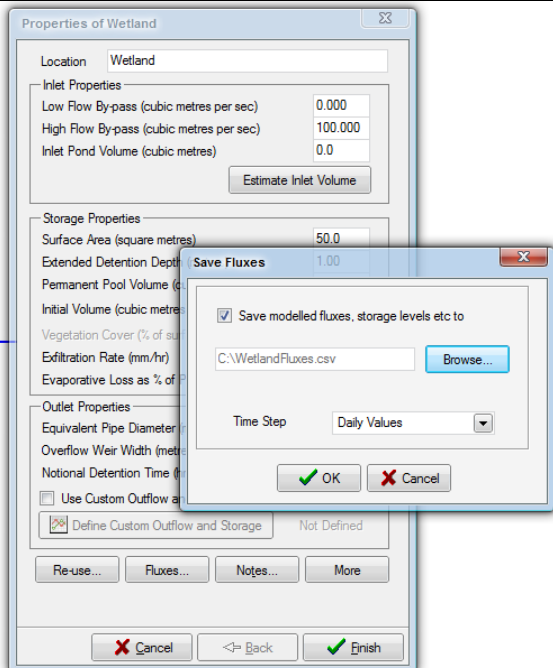 Properties of Wetland
Location Wetland
Inlet Properties
Low Flow By-pass (cubic metres per sec) 0.000
High Flow By-pass (cubic metres per sec) 100.000
Inlet Pond Volume (cubic metres) 0.0
Estimate Inlet Volume
Storage Properties
Surface Area (square metres) 50.0
Extended Detention Depth 1.00
Permanent Pool Volume
Initial Volume (cubic metres
Vegetation Cover (% of
Exfiltration Rate (mm/hr)
Evaporative Loss as % of
Outlet Properties
Equivalent Pipe Diameter
Overflow Weir Width
Notional Detention Time
Use Custom Outflow
Define Custom Outflow and Storage Not Defined
Re-use... Fluxes... Notes... More
Cancel <- Back Finish
Save Fluxes
Save modelled fluxes, storage levels etc to
C:\WetlandFluxes.csv Browse...
Time Step Daily Values
OK Cancel